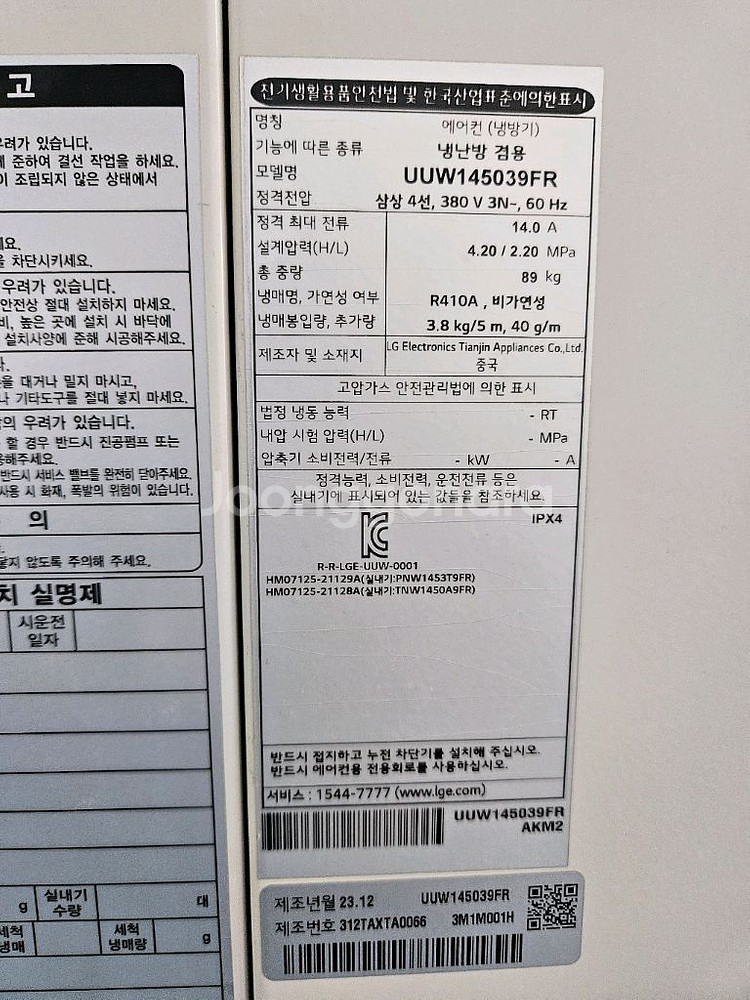 고
우려가 있습니다.
준하여 결선 작업을 하세요.
이 조립되지 않은 상태에서
요.
차단시키세요.
우려가 있습니다.
안전상 절대 설치하지 마세요.
비, 높은 곳에 설치 시 바닥에
설치사양에 준해 시공해주세요.
을 대거나 밀지 마시고,
나 기타도구를 절대 넣지 마세요.
의 우려가 있습니다.
할 경우 반드시 진공펌프 또는
용해주세요.
반드시 서비스 밸브를 완전히 닫아주세요.
사용 시 화재, 폭발의 위험이 있습니다.
의
닿지 않도록 주의해 주세요.
치 실명제
시운전
일자
g
실내기
수량
대
세척
냉매
세척
냉매량
g
전기생활용품안전법 및 한국산업표준에의한표시
명칭 에어컨 (냉방기)
기능에 따른 종류 냉난방 겸용
모델명 UUW145039FR
정격전압 삼상 4선, 380 V 3N~, 60 Hz
정격 최대 전류 14.0 A
설계압력(H/L) 4.20 / 2.20 MPa
총 중량 89 kg
냉매명, 가연성 여부 R410A , 비가연성
냉매봉입량, 추가량 3.8 kg/5 m, 40 g/m
제조자 및 소재지 LG Electronics Tianjin Appliances Co.,Ltd.
중국
고압가스 안전관리법에 의한 표시
법정 냉동 능력 - RT
내압 시험 압력(H/L) - MPa
압축기 소비전력/전류 - kW - A
정격능력, 소비전력, 운전전류 등은
실내기에 표시되어 있는 값들을 참조하세요.
Joonggonara
IPX4
R-R-LGE-UUW-0001
HM07125-21129A(실내기:PNW1453T9FR)
HM07125-21128A(실내기:TNW1450A9FR)
반드시 접지하고 누전 차단기를 설치해 주십시오.
반드시 에어컨용 전용회로를 사용하십시오.
서비스 : 1544-7777 (www.lge.com)
UUW145039FR
AKM2
제조년월 23.12 UUW145039FR
제조번호 312TAXTA0066 3M1M001H